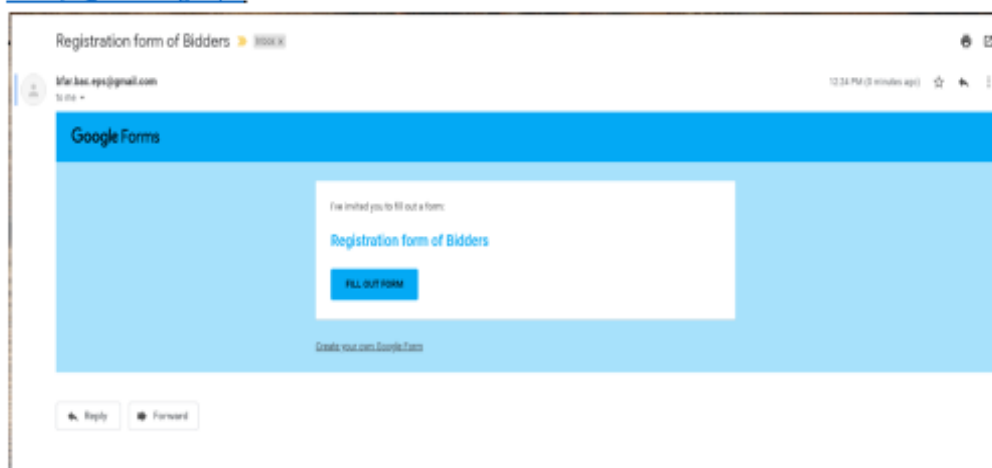 Registration form of Bidders Inbox x
bfar.bac.eps@gmail.com
to me
12:24 PM (0 minutes ago)
Google Forms
I've invited you to fill out a form:
Registration form of Bidders
FILL OUT FORM
Create your own Google Form
Reply Forward